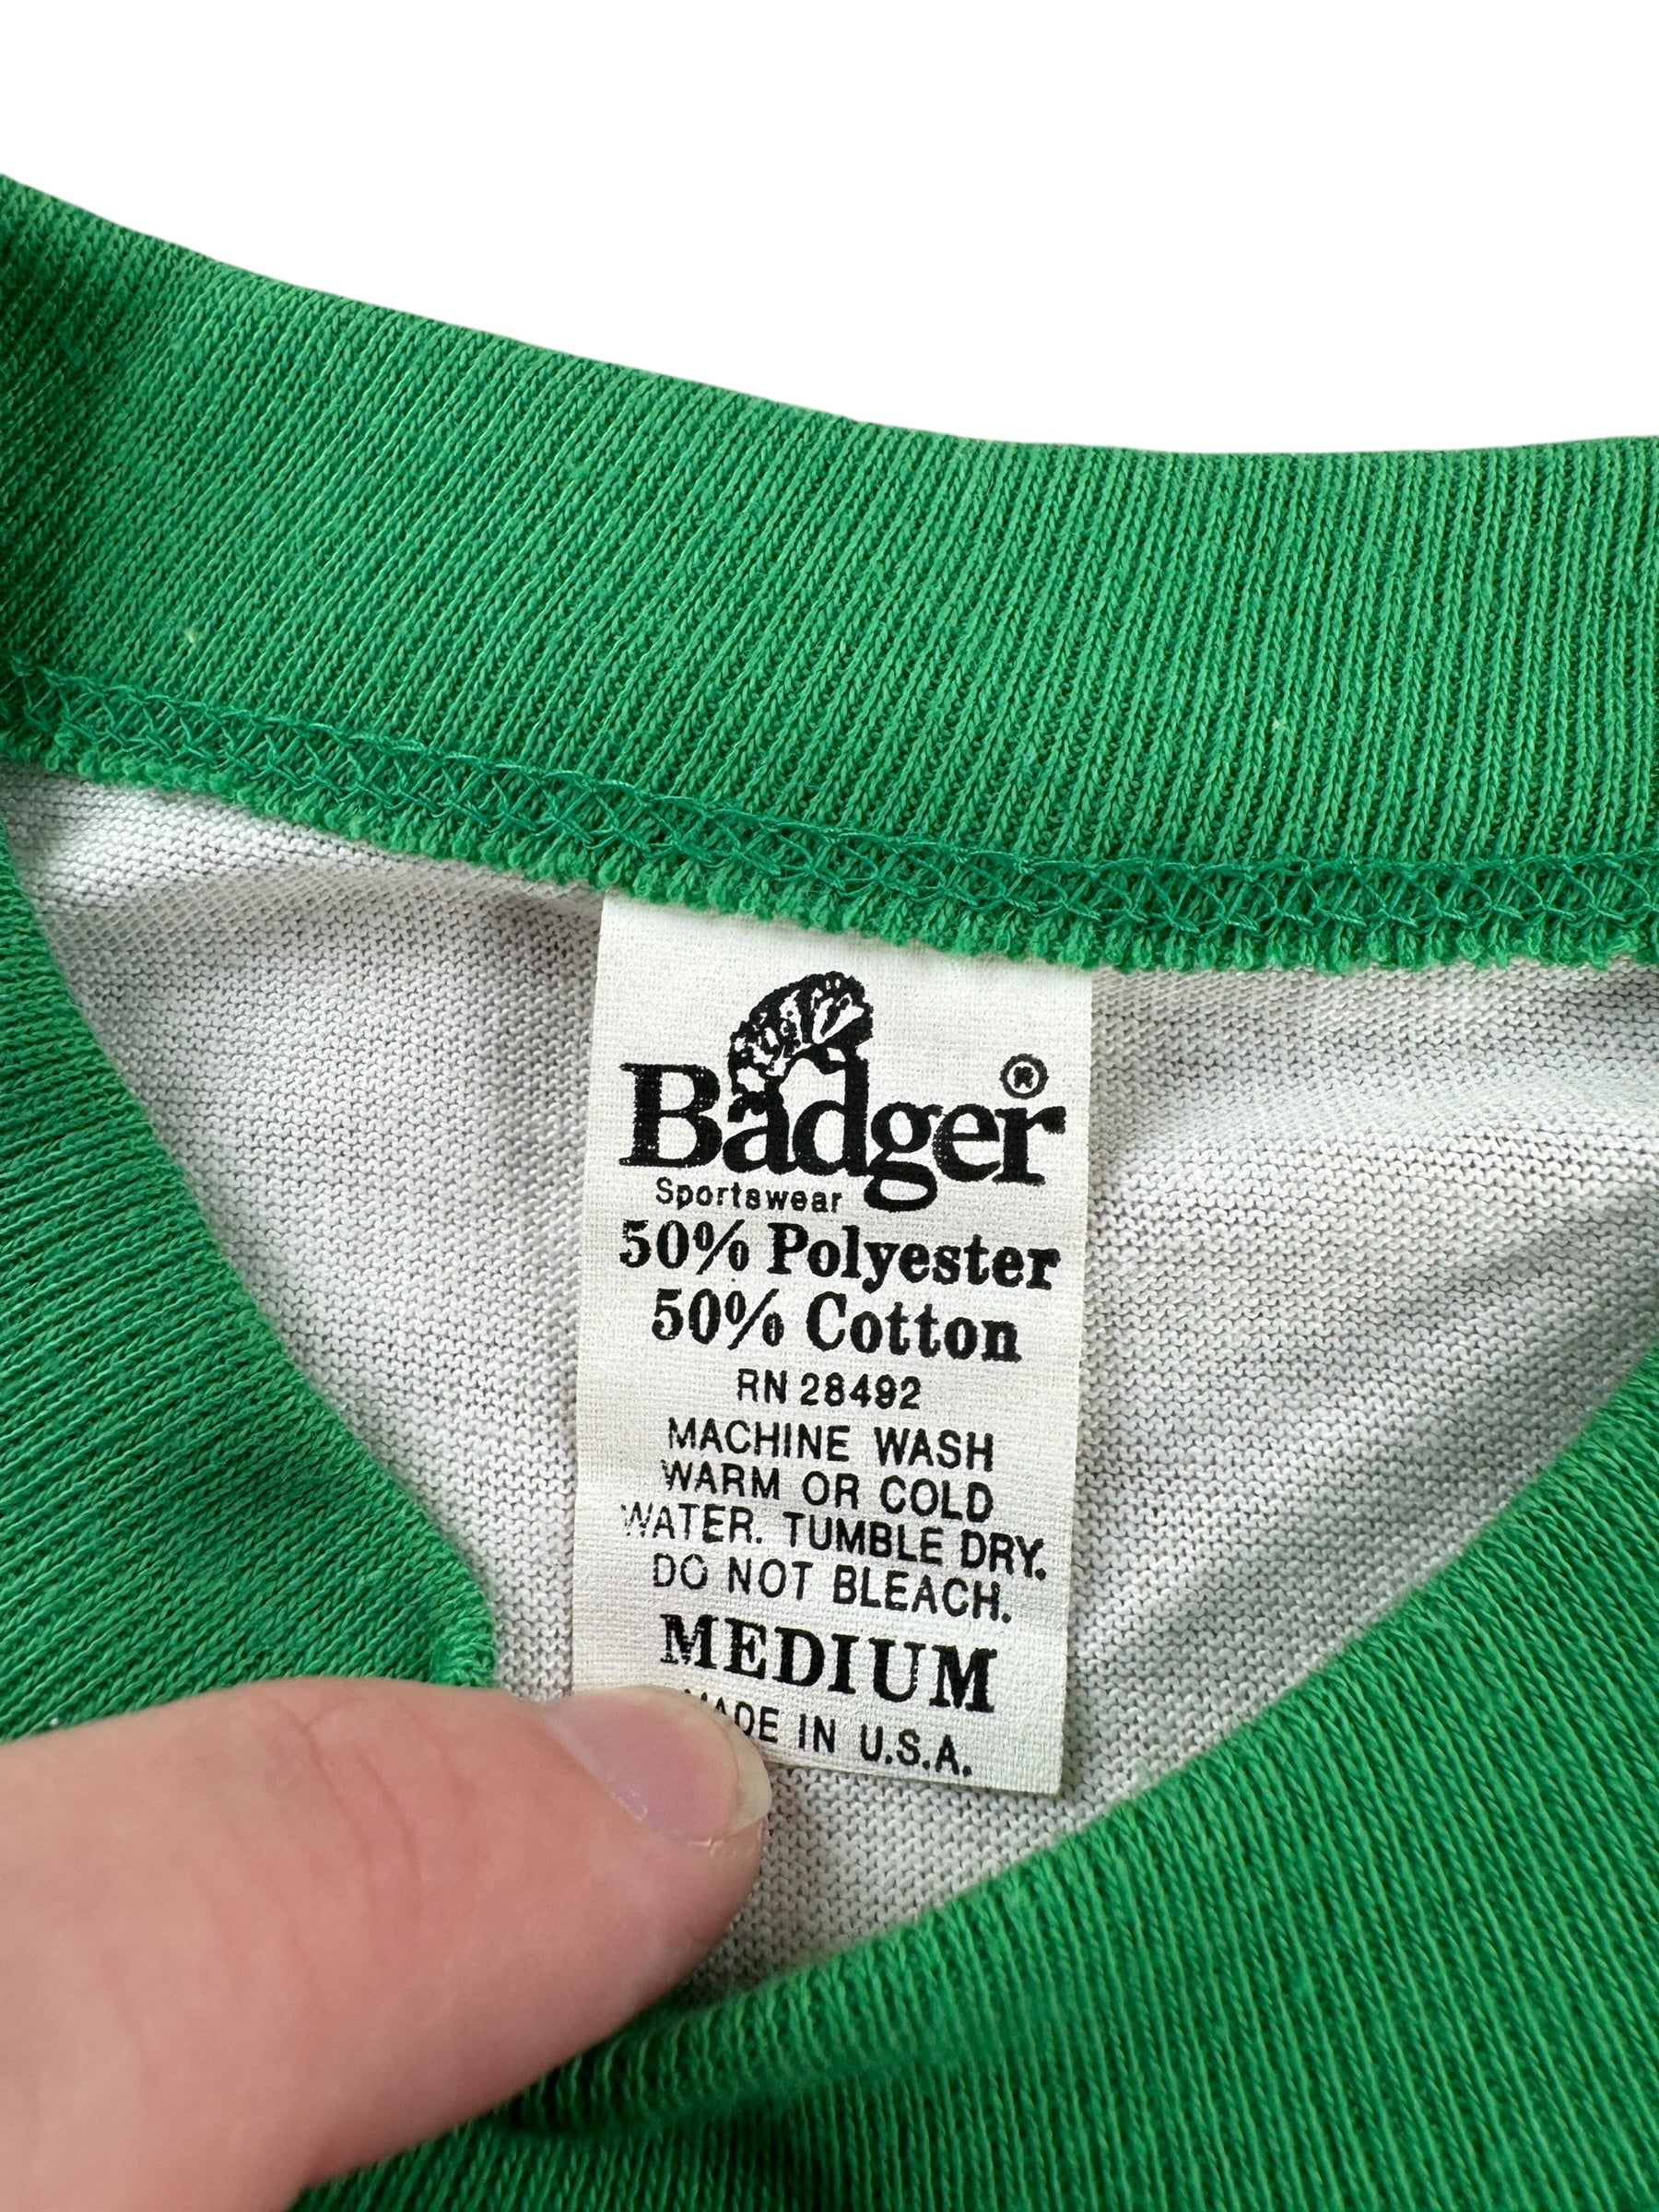 Badger®
Sportswear
50% Polyester
50% Cotton
RN 28492
MACHINE WASH
WARM OR COLD
WATER. TUMBLE DRY.
DO NOT BLEACH.
MEDIUM
MADE IN U.S.A.